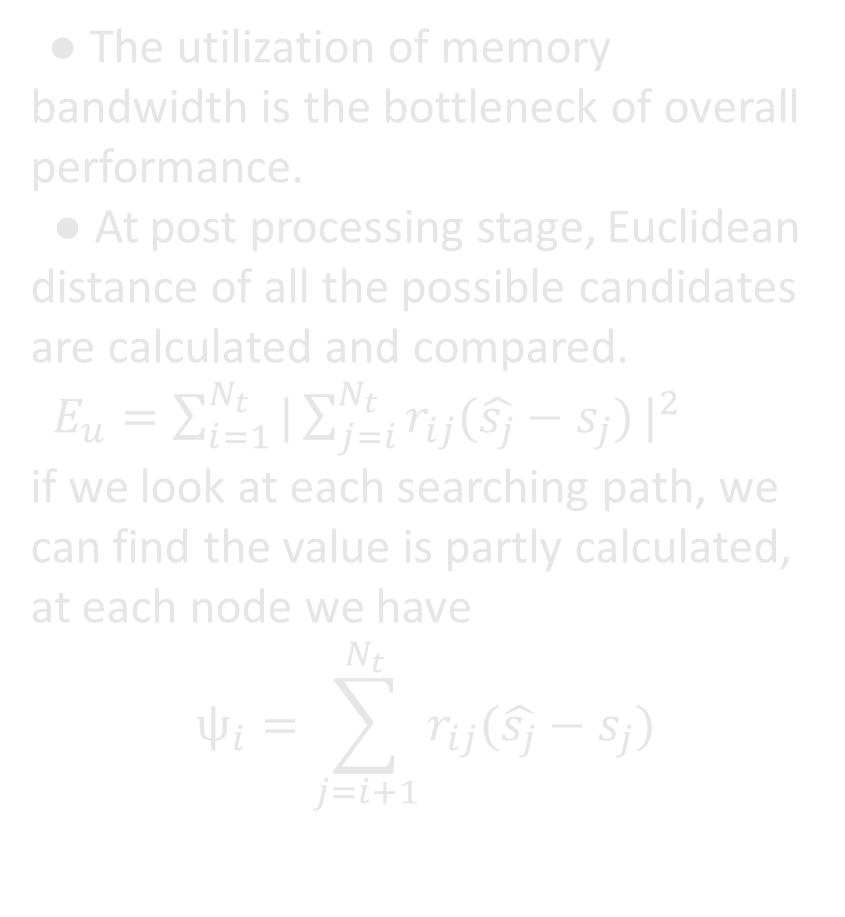 ● The utilization of memory
bandwidth is the bottleneck of overall
performance.
● At post processing stage, Euclidean
distance of all the possible candidates
are calculated and compared.
$E_u = \sum_{i=1}^{N_t} | \sum_{j=i}^{N_t} r_{ij}(\widehat{s_j} - s_j) |^2$
if we look at each searching path, we
can find the value is partly calculated,
at each node we have
$\psi_i = \sum_{j=i+1}^{N_t} r_{ij}(\widehat{s_j} - s_j)$